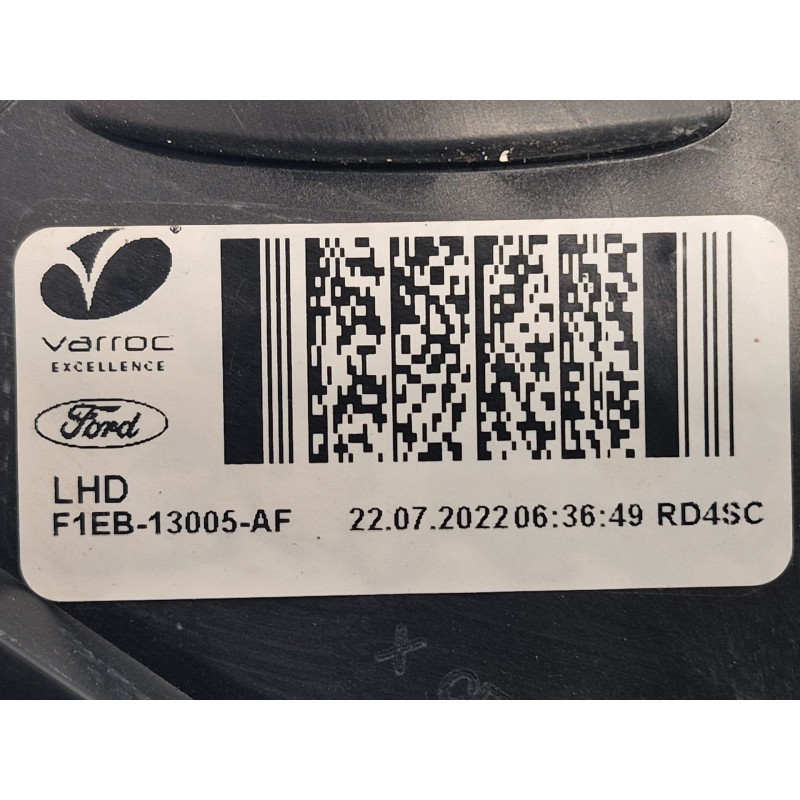 varroc
EXCELLENCE
Ford
LHD
F1EB-13005-AF 22.07.2022 06:36:49 RD4SC